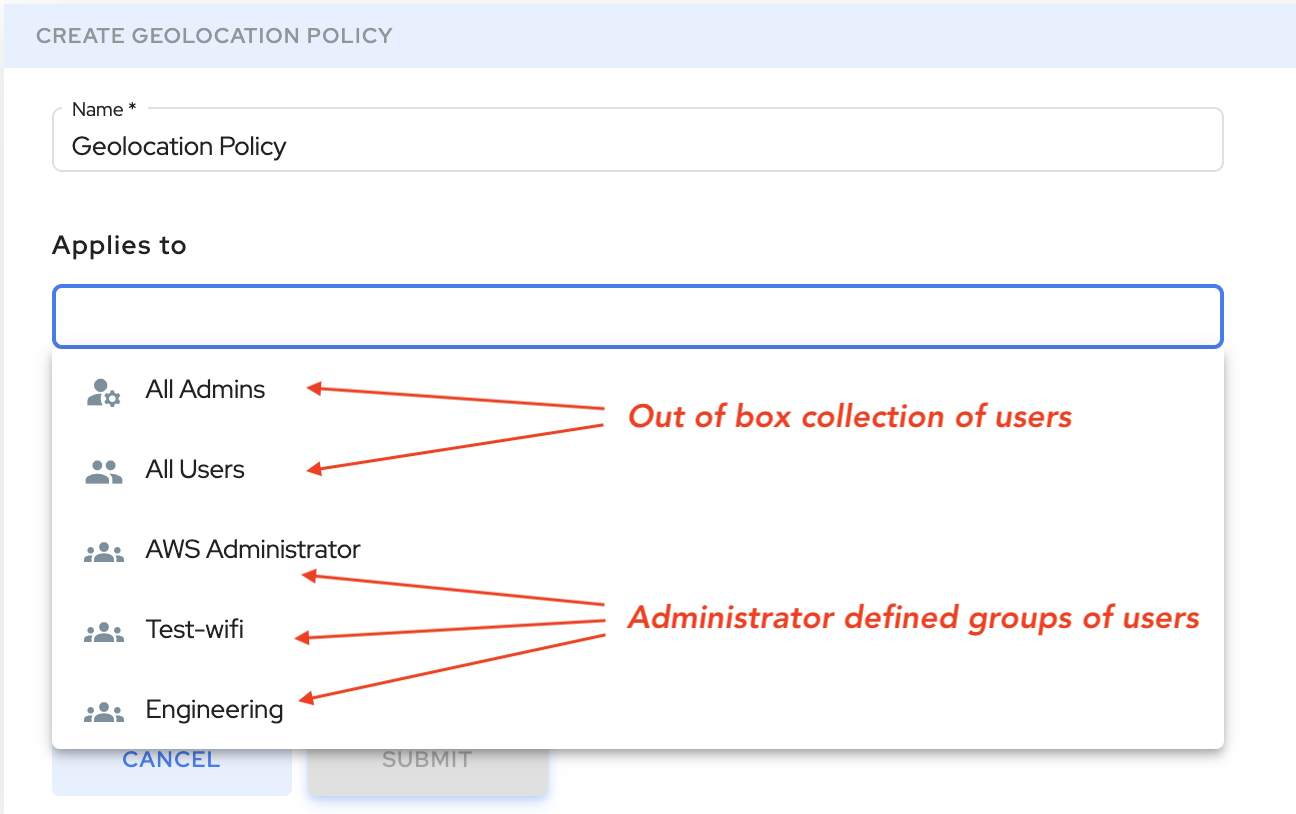 CREATE GEOLOCATION POLICY
Name *
Geolocation Policy
Applies to
All Admins
Out of box collection of users
All Users
AWS Administrator
Administrator defined groups of users
Test-wifi
Engineering
CANCEL
SUBMIT